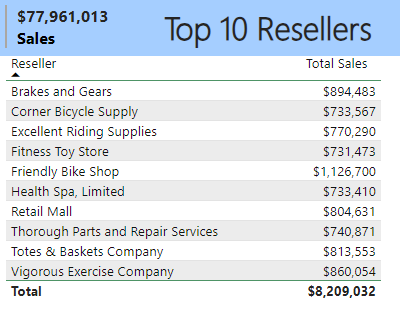 $77,961,013
Sales
Top 10 Resellers
Reseller Total Sales
Brakes and Gears $894,483
Corner Bicycle Supply $733,567
Excellent Riding Supplies $770,290
Fitness Toy Store $731,473
Friendly Bike Shop $1,126,700
Health Spa, Limited $733,410
Retail Mall $804,631
Thorough Parts and Repair Services $740,871
Totes & Baskets Company $813,553
Vigorous Exercise Company $860,054
Total $8,209,032